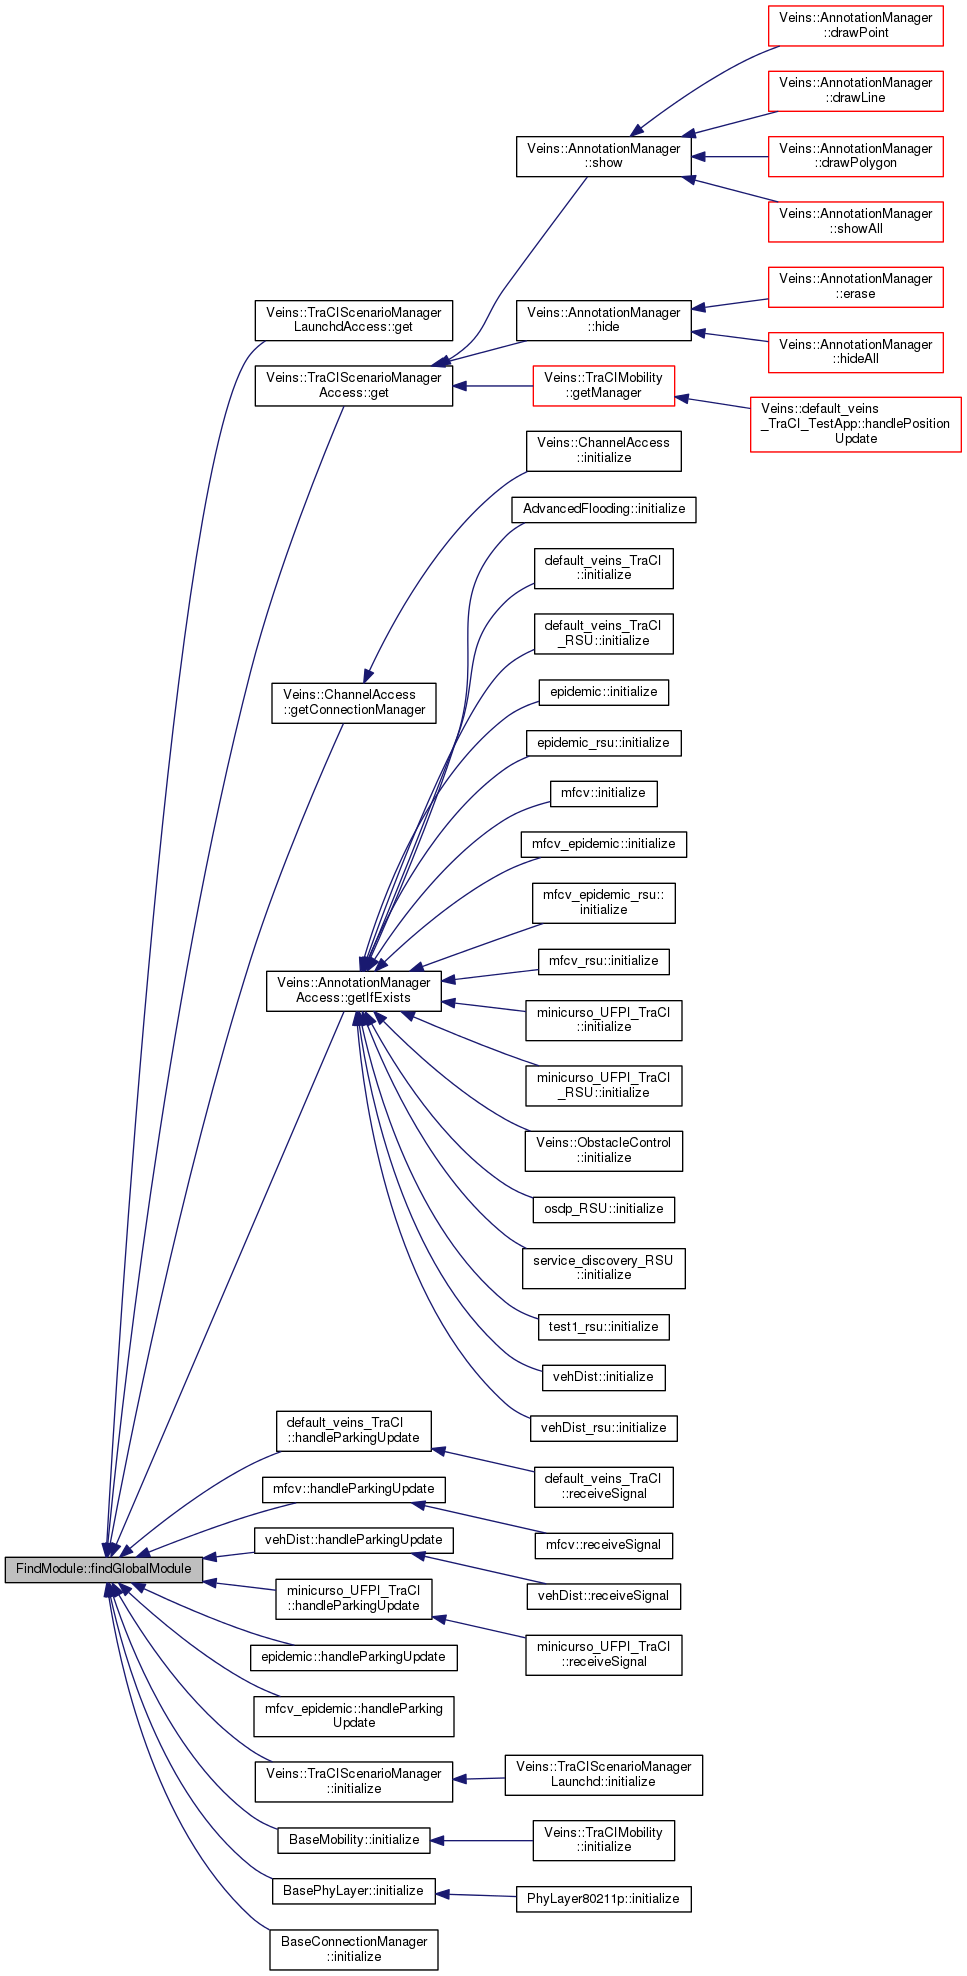 Veins::AnnotationManager
::drawPoint
Veins::AnnotationManager
::drawLine
Veins::AnnotationManager
::show
Veins::AnnotationManager
::drawPolygon
Veins::AnnotationManager
::showAll
Veins::AnnotationManager
::erase
Veins::TraCIScenarioManager
LaunchdAccess::get
Veins::AnnotationManager
::hide
Veins::AnnotationManager
::hideAll
Veins::TraCIScenarioManager
Access::get
Veins::TraCIMobility
::getManager
Veins::default_veins
_TraCI_TestApp::handlePosition
Update
Veins::ChannelAccess
::initialize
AdvancedFlooding::initialize
default_veins_TraCI
::initialize
default_veins_TraCI
_RSU::initialize
epidemic::initialize
Veins::ChannelAccess
::getConnectionManager
epidemic_rsu::initialize
mfcv::initialize
mfcv_epidemic::initialize
mfcv_epidemic_rsu::
initialize
mfcv_rsu::initialize
Veins::AnnotationManager
Access::getIfExists
minicurso_UFPI_TraCI
::initialize
minicurso_UFPI_TraCI
_RSU::initialize
Veins::ObstacleControl
::initialize
osdp_RSU::initialize
service_discovery_RSU
::initialize
test1_rsu::initialize
vehDist::initialize
vehDist_rsu::initialize
default_veins_TraCI
::handleParkingUpdate
default_veins_TraCI
::receiveSignal
mfcv::handleParkingUpdate
mfcv::receiveSignal
vehDist::handleParkingUpdate
FindModule::findGlobalModule
vehDist::receiveSignal
minicurso_UFPI_TraCI
::handleParkingUpdate
minicurso_UFPI_TraCI
::receiveSignal
epidemic::handleParkingUpdate
mfcv_epidemic::handleParking
Update
Veins::TraCIScenarioManager
::initialize
Veins::TraCIScenarioManager
Launchd::initialize
BaseMobility::initialize
Veins::TraCIMobility
::initialize
BasePhyLayer::initialize
PhyLayer80211p::initialize
BaseConnectionManager
::initialize